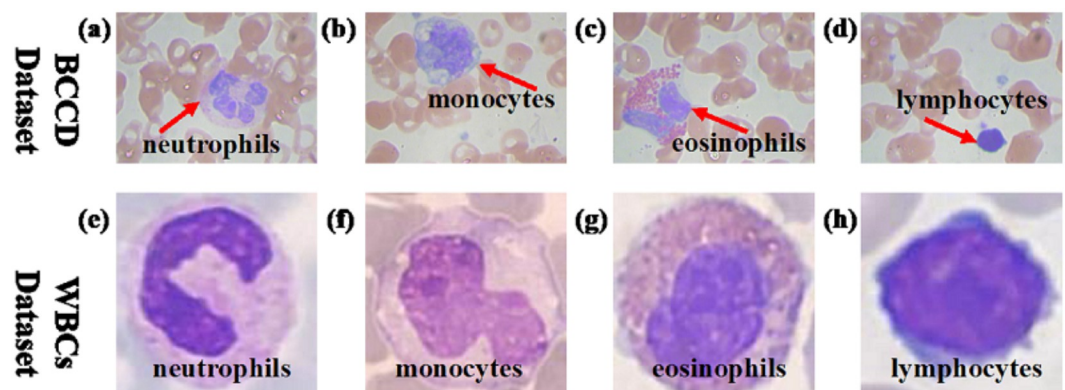 BCCD
Dataset
(a)
neutrophils
(b)
monocytes
(c)
eosinophils
(d)
lymphocytes
WBCs
Dataset
(e)
neutrophils
(f)
monocytes
(g)
eosinophils
(h)
lymphocytes